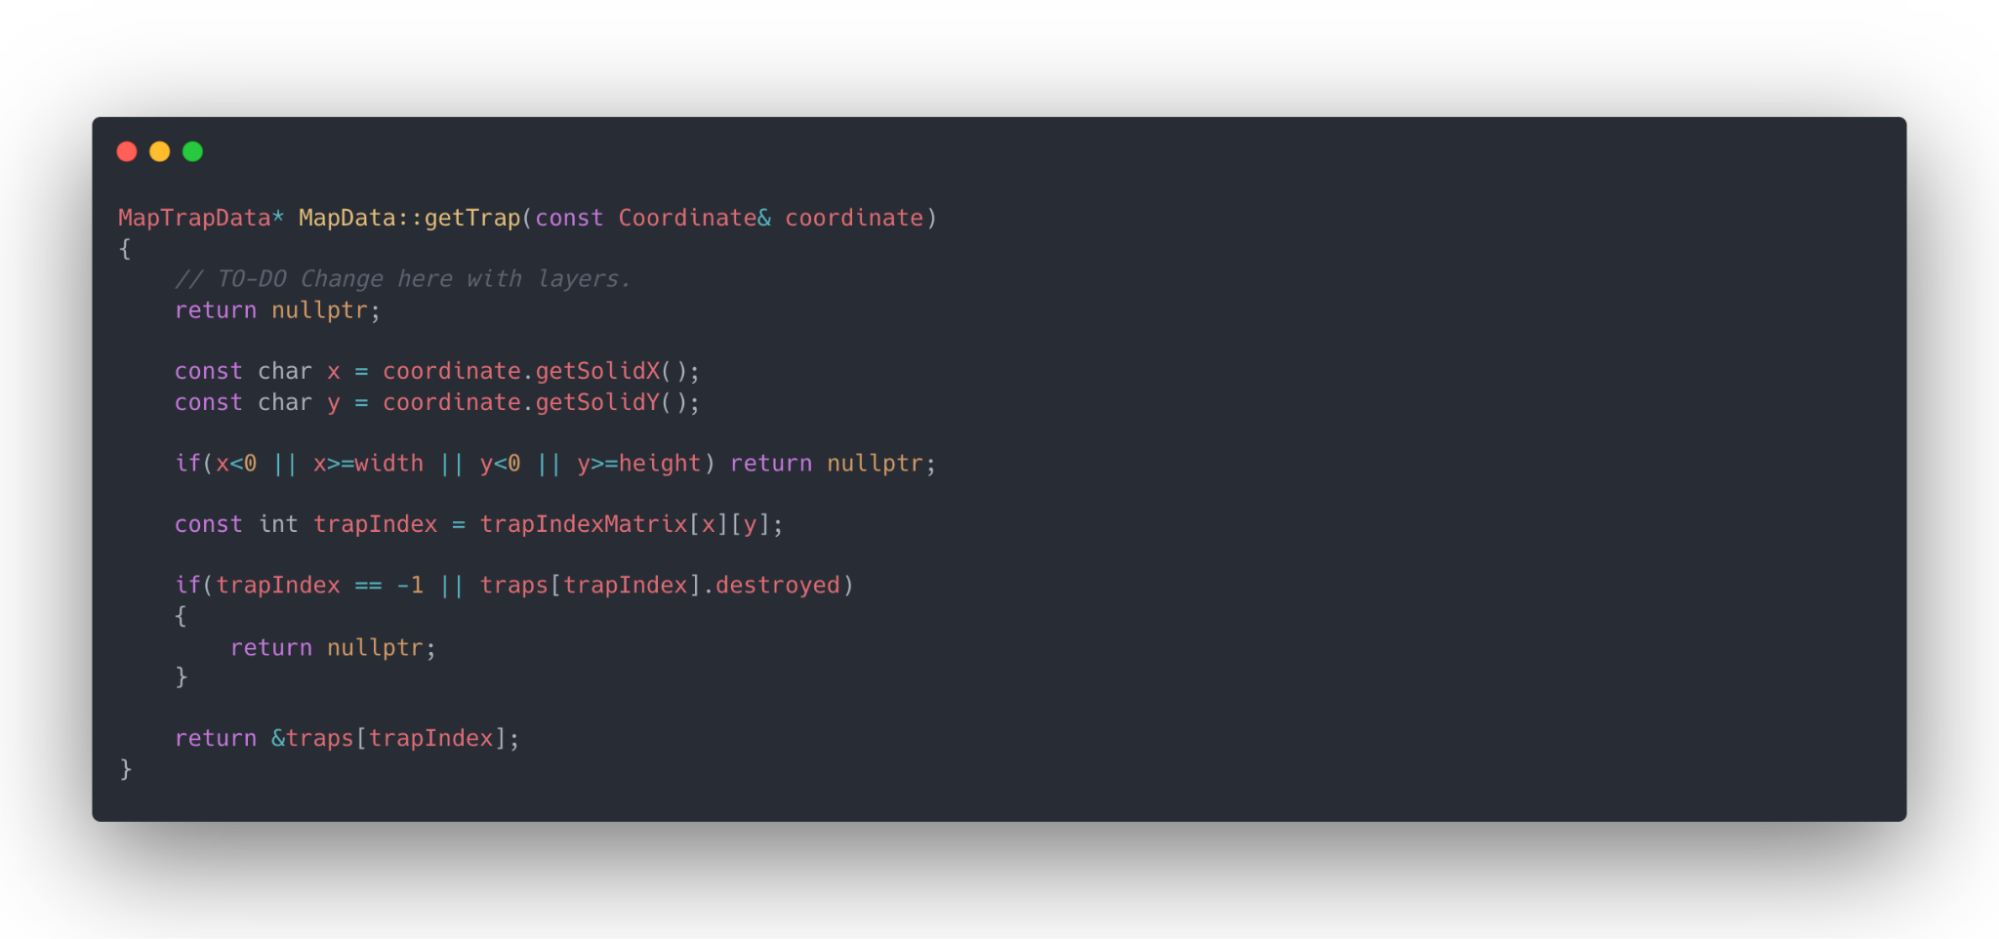 MapTrapData* MapData::getTrap(const Coordinate& coordinate)
{
    // TO-DO Change here with layers.
    return nullptr;

    const char x = coordinate.getSolidX();
    const char y = coordinate.getSolidY();

    if(x<0 || x>=width || y<0 || y>=height) return nullptr;

    const int trapIndex = trapIndexMatrix[x][y];

    if(trapIndex == -1 || traps[trapIndex].destroyed)
    {
        return nullptr;
    }

    return &traps[trapIndex];
}